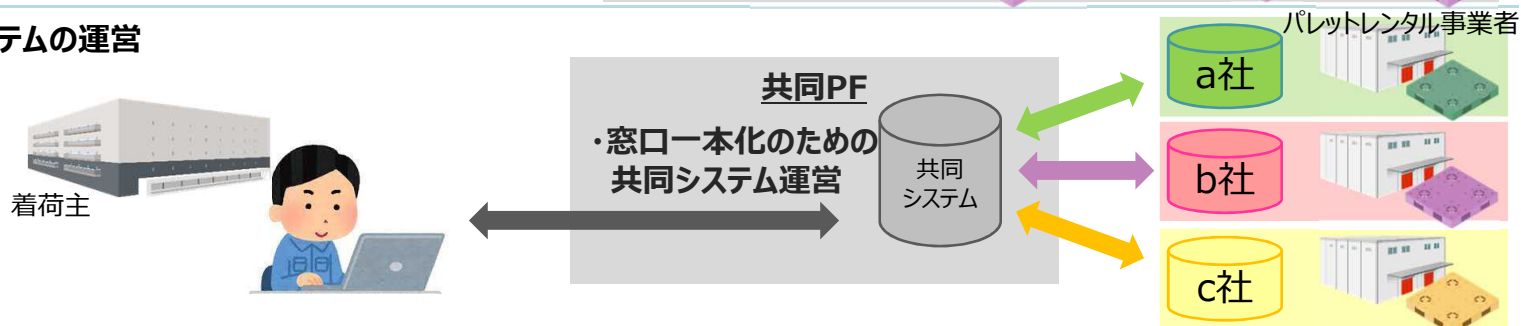 テムの運営
パレットレンタル事業者
着荷主
共同PF
・窓口一本化のための
共同システム運営
共同
システム
a社
b社
c社